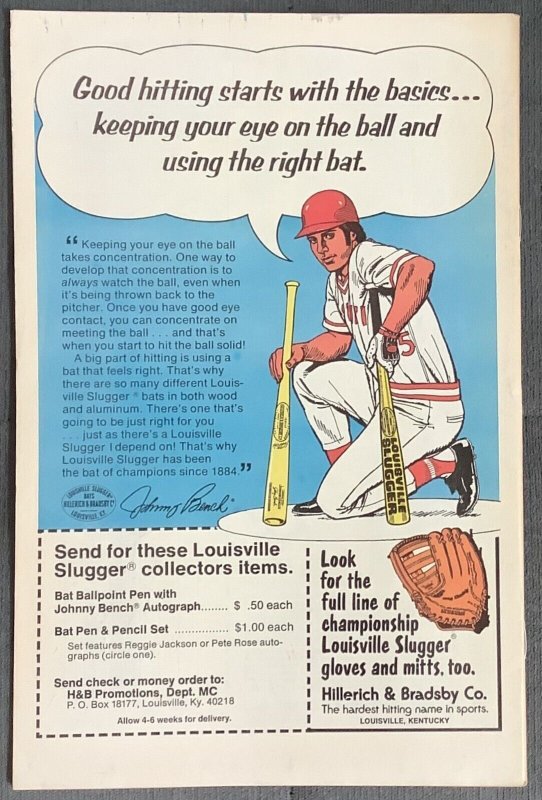 Good hitting starts with the basics...
keeping your eye on the ball and
using the right bat.
“ Keeping your eye on the ball
takes concentration. One way to
develop that concentration is to
always watch the ball, even when
it's being thrown back to the
pitcher. Once you have good eye
contact, you can concentrate on
meeting the ball . . . and that's
when you start to hit the ball solid!
A big part of hitting is using a
bat that feels right. That's why
there are so many different Louis-
ville Slugger ® bats in both wood
and aluminum. There's one that's
going to be just right for you
. . . just as there's a Louisville
Slugger I depend on! That's why
Louisville Slugger has been
the bat of champions since 1884.”
LOUISVILLE SLUGGER
BATS
HILLERICH & BRADSBY CO
LOUISVILLE, KY.
Johnny Bench
5
LOUISVILLE
SLUGGER
Send for these Louisville
Slugger® collectors items.
Bat Ballpoint Pen with
Johnny Bench® Autograph........ $ .50 each
Bat Pen & Pencil Set ................ $1.00 each
Set features Reggie Jackson or Pete Rose auto-
graphs (circle one).
Send check or money order to:
H&B Promotions, Dept. MC
P. O. Box 18177, Louisville, Ky. 40218
Allow 4-6 weeks for delivery.
Look
for the
full line of
championship
Louisville Slugger®
gloves and mitts, too.
Hillerich & Bradsby Co.
The hardest hitting name in sports.
LOUISVILLE, KENTUCKY